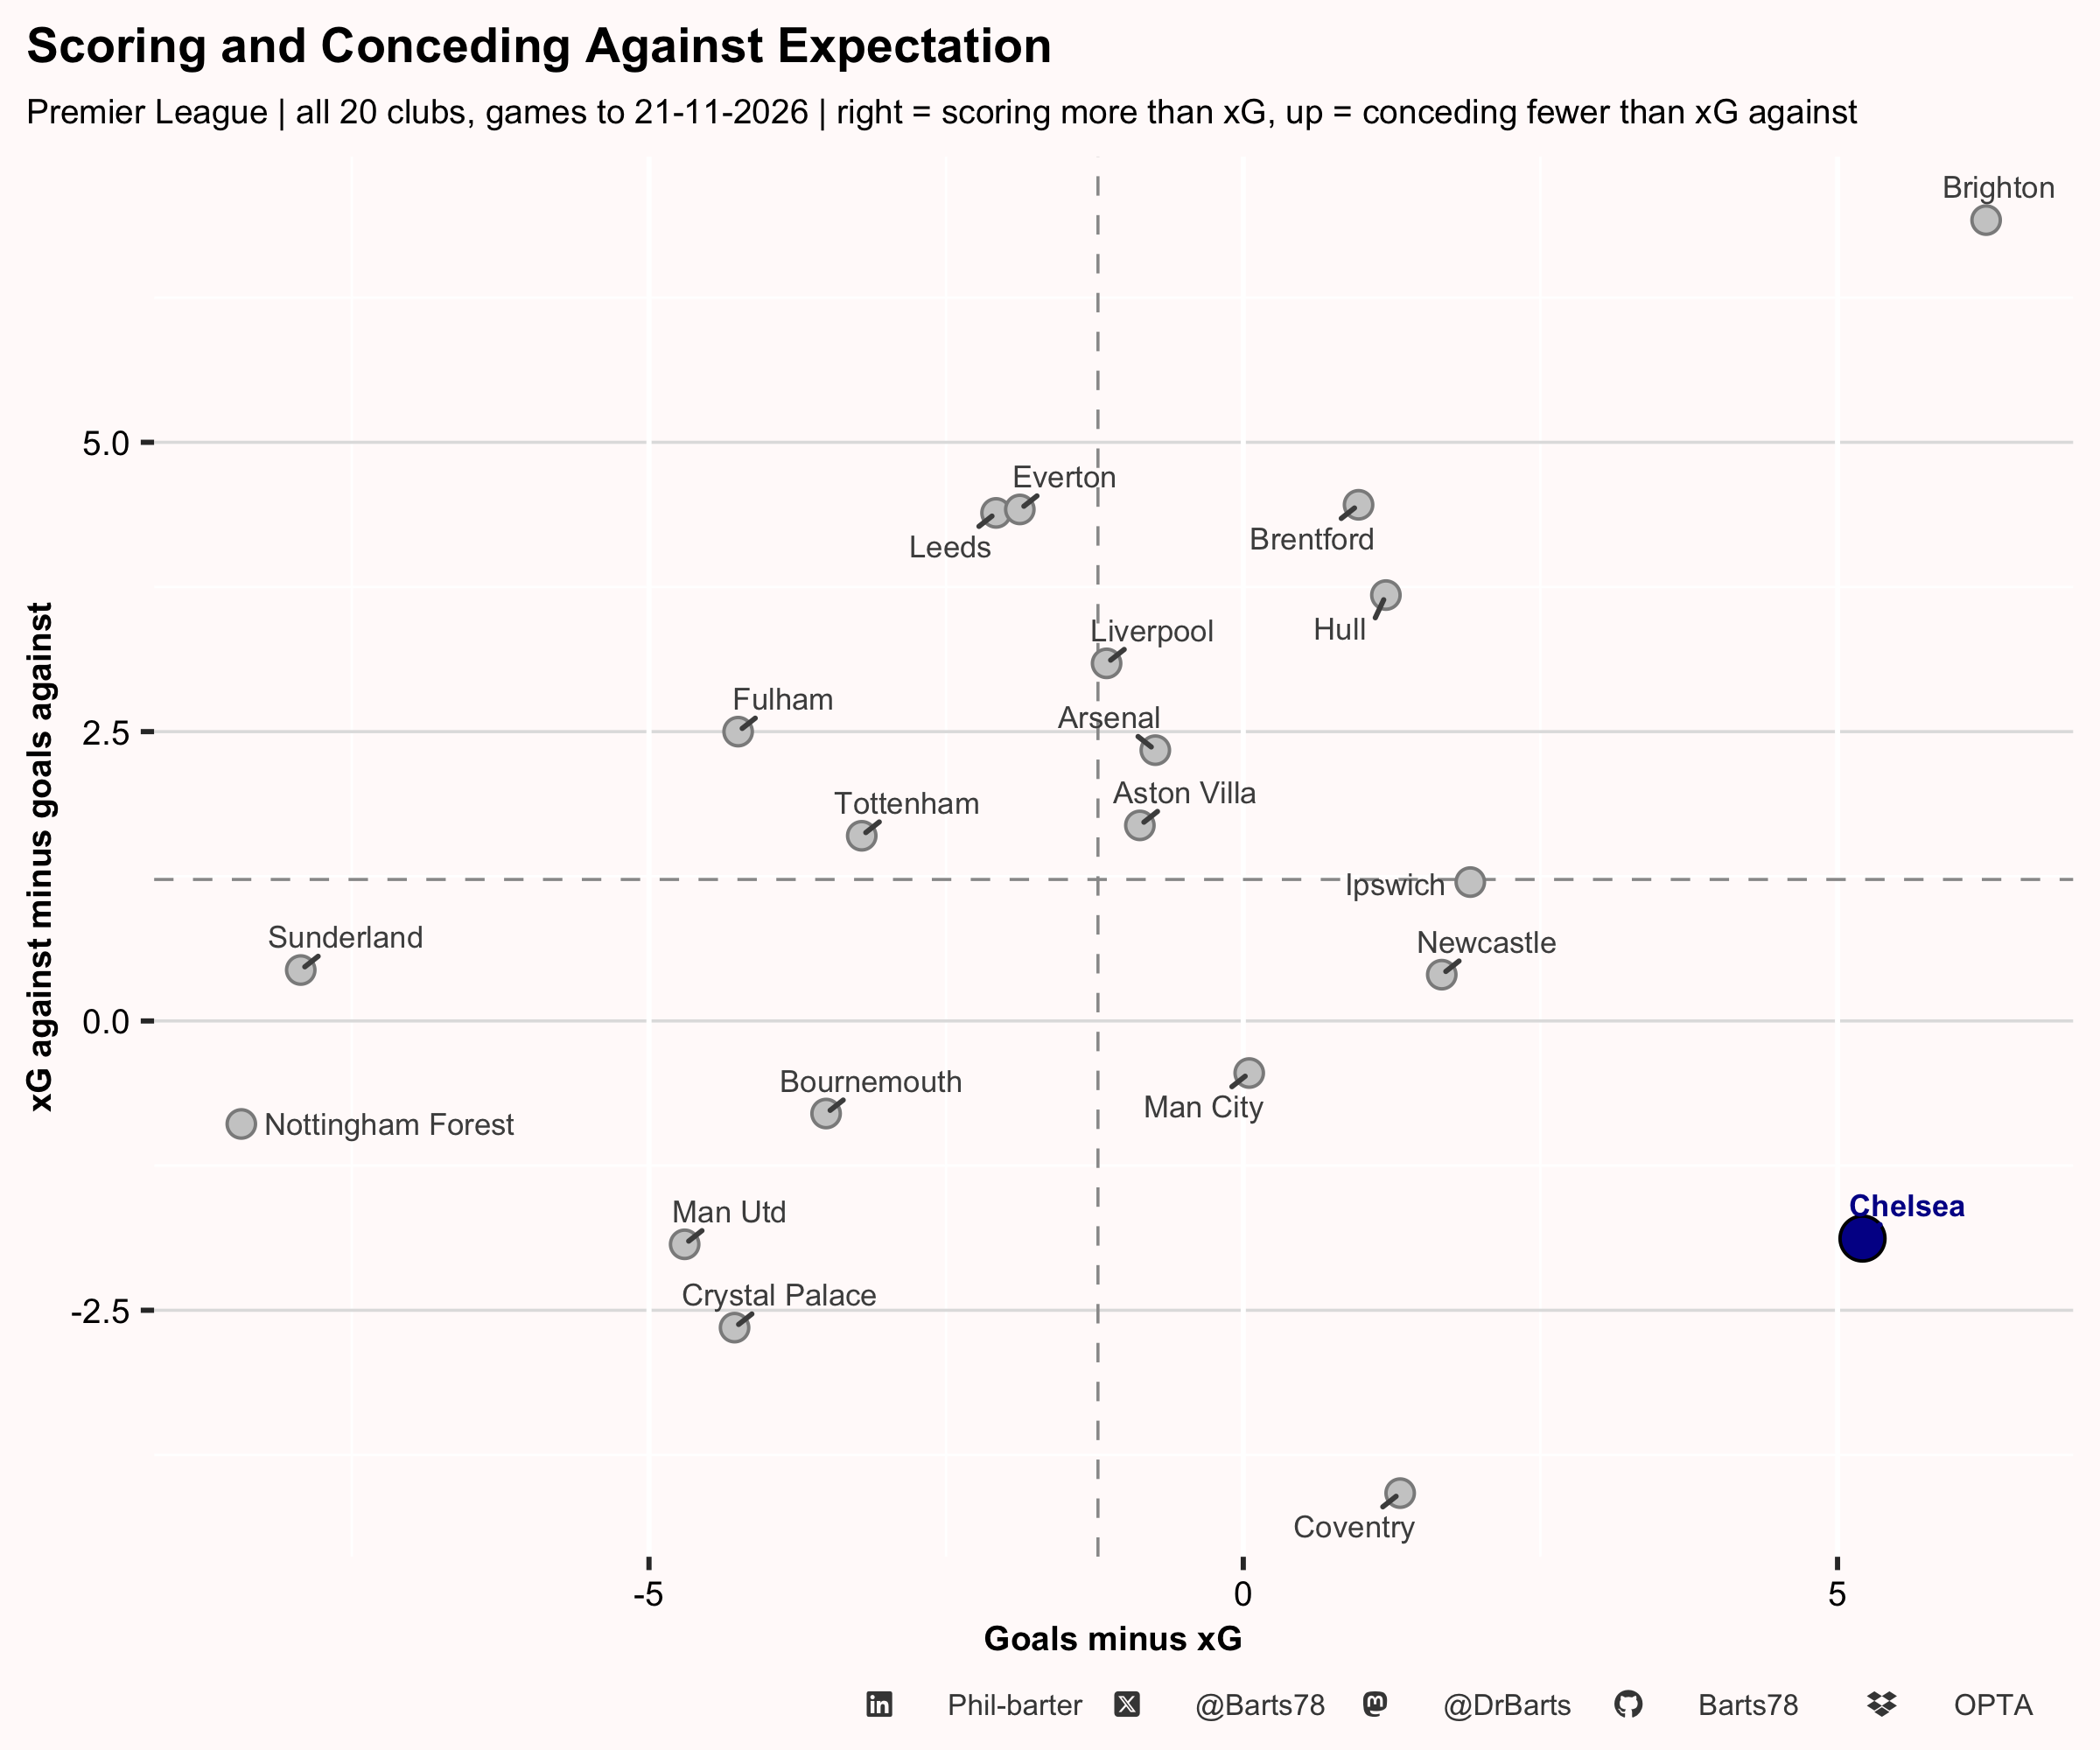 Scoring and Conceding Against Expectation
Premier League | all 20 clubs, games to 21-11-2026 | right = scoring more than xG, up = conceding fewer than xG against
Brighton
5.0
Everton
Leeds
Brentford
Hull
Liverpool
Fulham
2.5
Arsenal
Aston Villa
Tottenham
Ipswich
Sunderland
Newcastle
0.0
Bournemouth
Man City
Nottingham Forest
Man Utd
Chelsea
Crystal Palace
-2.5
Coventry
xG against minus goals against
-5 0 5
Goals minus xG
Phil-barter @Barts78 @DrBarts Barts78 OPTA